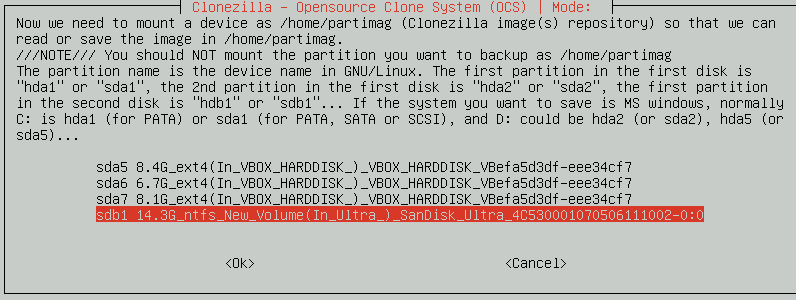 Clonezilla - Opensource Clone System (OCS) | Mode:
Now we need to mount a device as /home/partimag (Clonezilla image(s) repository) so that we can
read or save the image in /home/partimag.
///NOTE/// You should NOT mount the partition you want to backup as /home/partimag
The partition name is the device name in GNU/Linux. The first partition in the first disk is
"hda1" or "sda1", the 2nd partition in the first disk is "hda2" or "sda2", the first partition
in the second disk is "hdb1" or "sdb1"... If the system you want to save is MS windows, normally
C: is hda1 (for PATA) or sda1 (for PATA, SATA or SCSI), and D: could be hda2 (or sda2), hda5 (or
sda5)...
sda5 8.4G_ext4(In_VBOX_HARDDISK_)_VBOX_HARDDISK_VBefa5d3df-eee34cf7
sda6 6.7G_ext4(In_VBOX_HARDDISK_)_VBOX_HARDDISK_VBefa5d3df-eee34cf7
sda7 8.1G_ext4(In_VBOX_HARDDISK_)_VBOX_HARDDISK_VBefa5d3df-eee34cf7
sdb1 14.3G_ntfs_New_Volume(In_Ultra_)_SanDisk_Ultra_4C530001070506111002-0:0
<Ok> <Cancel>